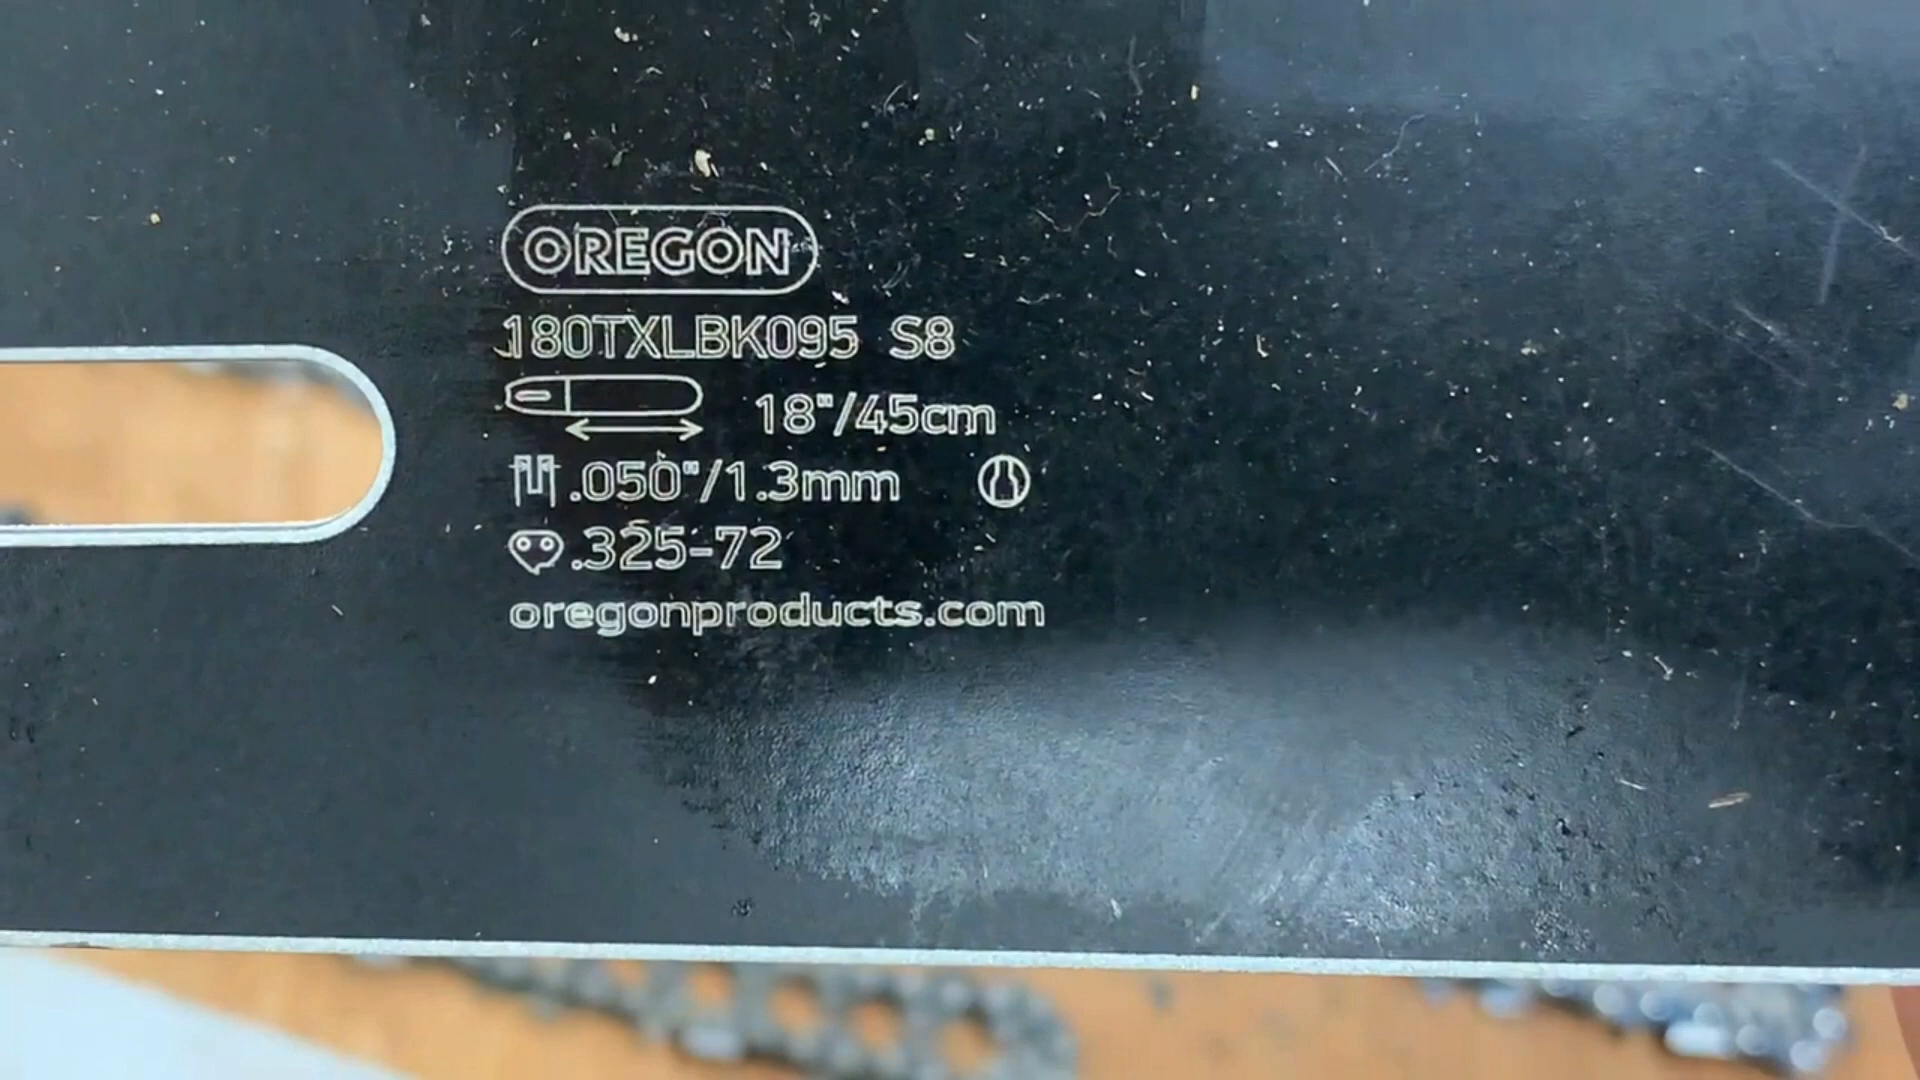 OREGON
180TXLBK095 S8
18"/45cm
.050"/1.3mm
.325-72
oregonproducts.com